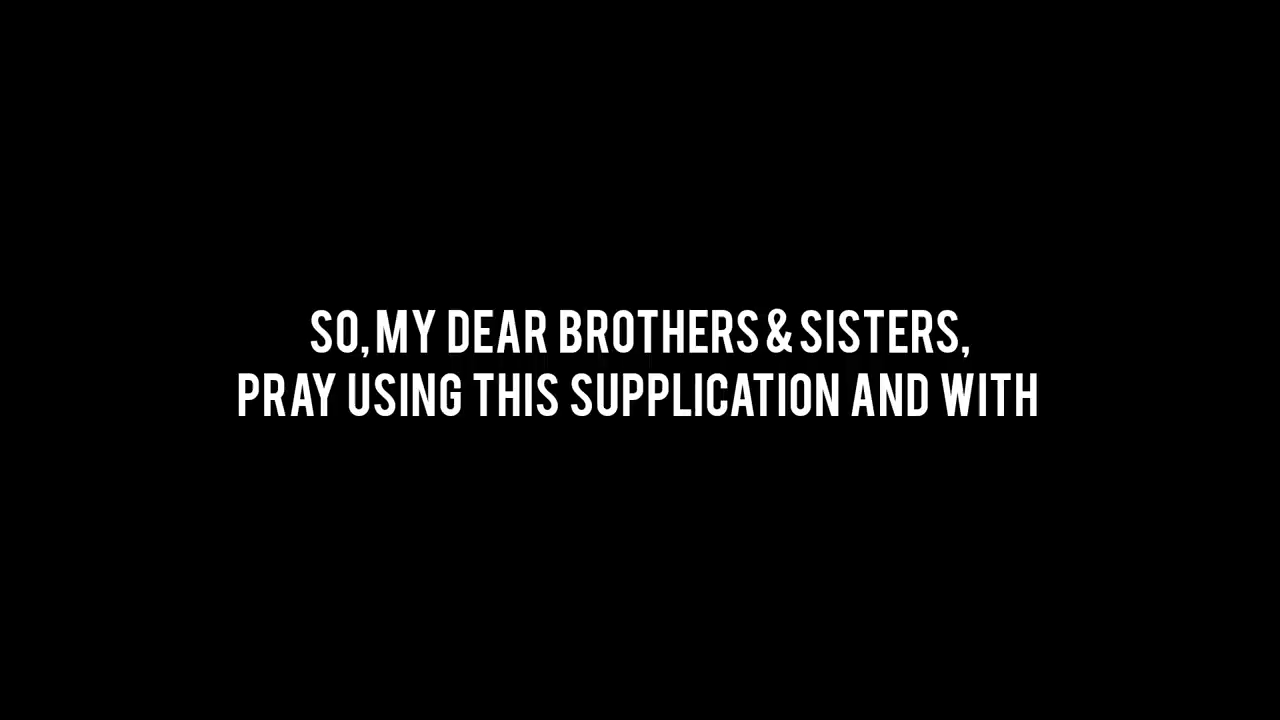 SO, MY DEAR BROTHERS & SISTERS,
PRAY USING THIS SUPPLICATION AND WITH